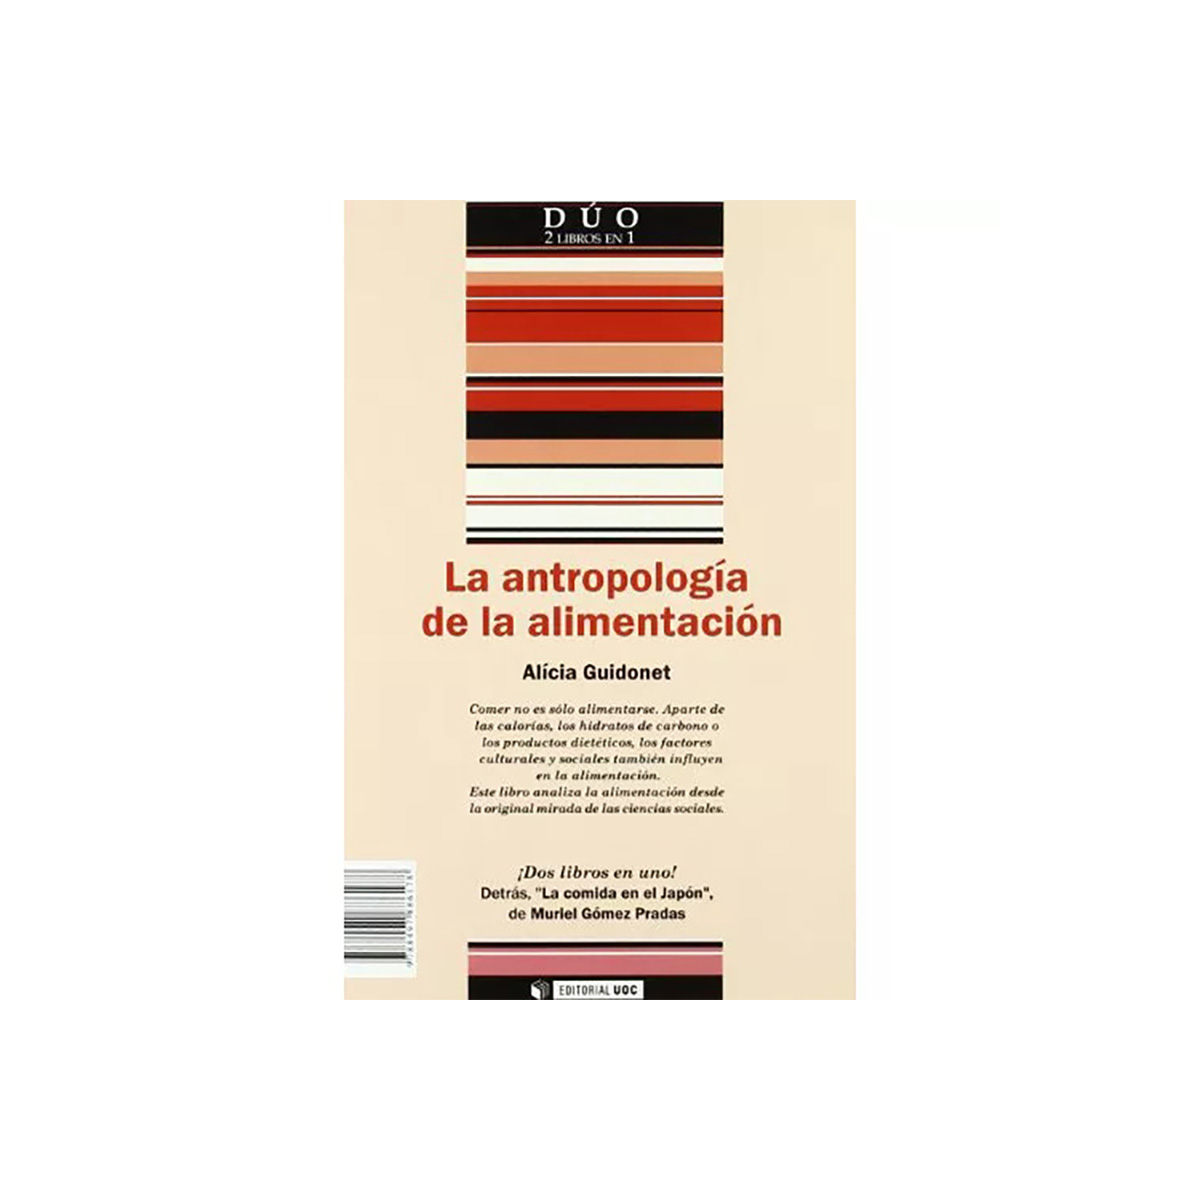 DÚO
2 LIBROS EN 1
La antropología
de la alimentación
Alícia Guidonet
Comer no es sólo alimentarse. Aparte de
las calorías, los hidratos de carbono o
los productos dietéticos, los factores
culturales y sociales también influyen
en la alimentación.
Este libro analiza la alimentación desde
la original mirada de las ciencias sociales.
¡Dos libros en uno!
Detrás, "La comida en el Japón",
de Muriel Gómez Pradas
EDITORIAL UOC